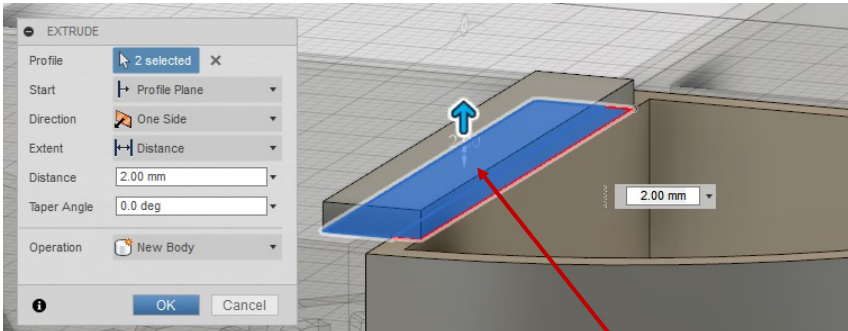 EXTRUDE
Profile 2 selected
Start Profile Plane
Direction One Side
Extent Distance
Distance 2.00 mm
Taper Angle 0.0 deg
Operation New Body
OK Cancel
2.00 mm